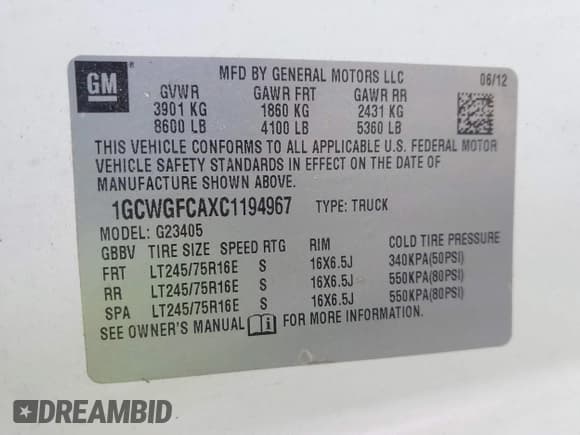 GM MFD BY GENERAL MOTORS LLC 06/12
GVWR GAWR FRT GAWR RR
3901 KG 1860 KG 2431 KG
8600 LB 4100 LB 5360 LB
THIS VEHICLE CONFORMS TO ALL APPLICABLE U.S. FEDERAL MOTOR
VEHICLE SAFETY STANDARDS IN EFFECT ON THE DATE OF
MANUFACTURE SHOWN ABOVE.
1GCWGFCAXC1194967 TYPE: TRUCK
MODEL: G23405
GBBV TIRE SIZE SPEED RTG RIM COLD TIRE PRESSURE
FRT LT245/75R16E S 16X6.5J 340KPA(50PSI)
RR LT245/75R16E S 16X6.5J 550KPA(80PSI)
SPA LT245/75R16E S 16X6.5J 550KPA(80PSI)
SEE OWNER'S MANUAL FOR MORE INFORMATION.
DREAMBID